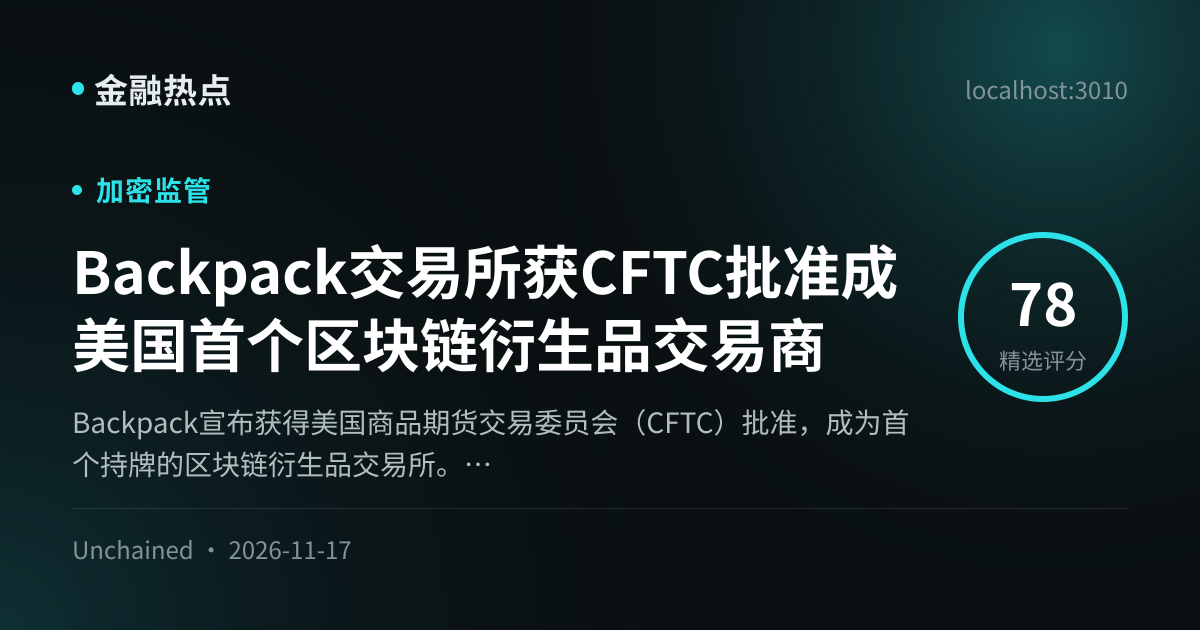 金融热点
localhost:3010
加密监管
Backpack交易所获CFTC批准成
美国首个区块链衍生品交易商
78
精选评分
Backpack宣布获得美国商品期货交易委员会（CFTC）批准，成为首
个持牌的区块链衍生品交易所。…
Unchained · 2026-11-17